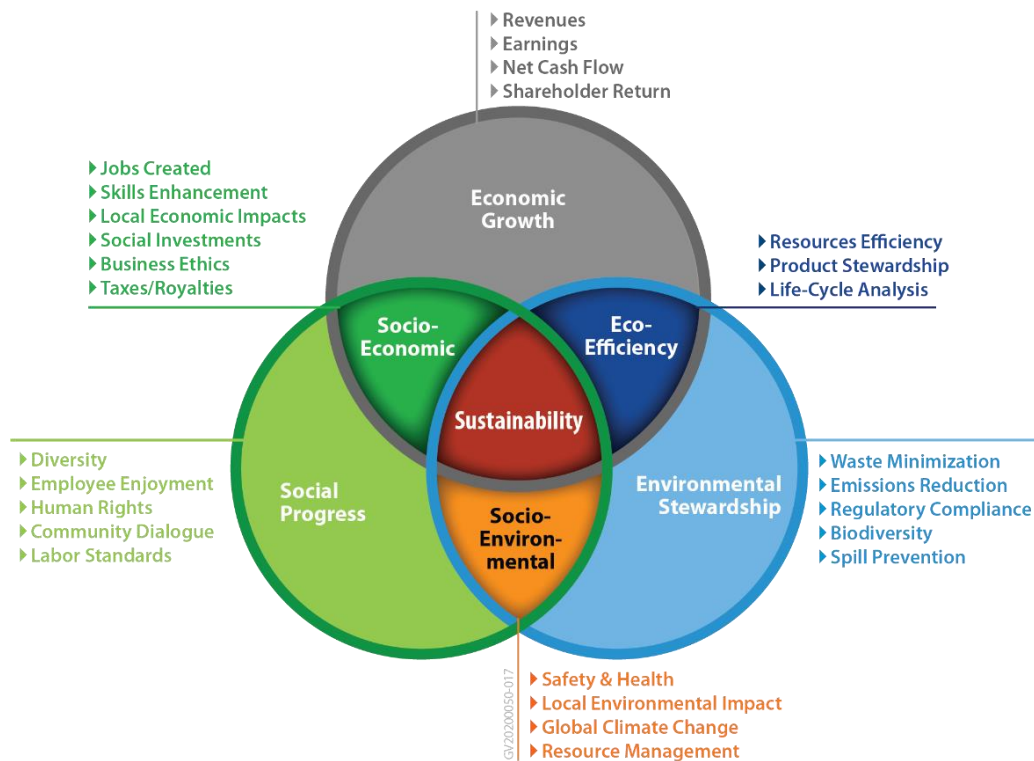 Revenues
Earnings
Net Cash Flow
Shareholder Return
Jobs Created
Skills Enhancement
Local Economic Impacts
Social Investments
Business Ethics
Taxes/Royalties
Economic
Growth
Resources Efficiency
Product Stewardship
Life-Cycle Analysis
Socio-
Economic
Eco-
Efficiency
Sustainability
Diversity
Employee Enjoyment
Human Rights
Community Dialogue
Labor Standards
Social
Progress
Socio-
Environ-
mental
Environmental
Stewardship
Waste Minimization
Emissions Reduction
Regulatory Compliance
Biodiversity
Spill Prevention
Safety & Health
Local Environmental Impact
Global Climate Change
Resource Management
GV20200050-017